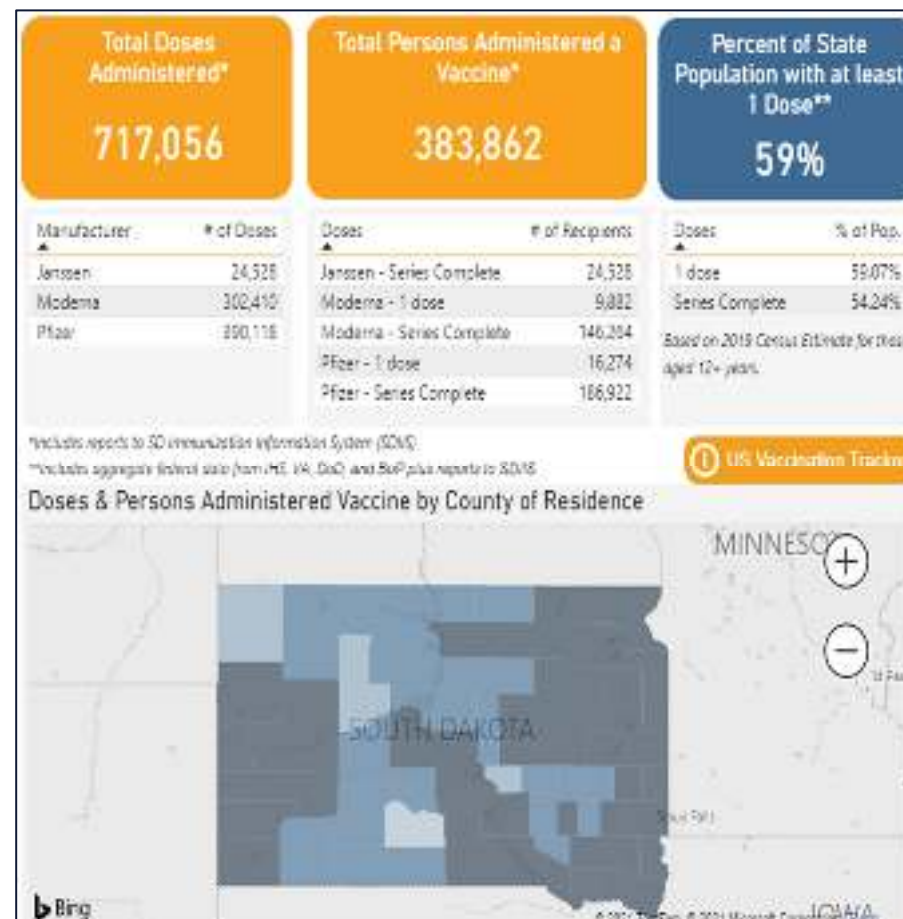 Total Doses
Administered*
717,056
Total Persons Administered a
Vaccine*
383,862
Percent of State
Population with at least
1 Dose**
59%
Manufacturer # of Doses
Janssen 24,528
Moderna 302,410
Pfizer 390,118
Doses # of Recipients
Janssen - Series Complete 24,528
Moderna - 1 dose 9,882
Moderna - Series Complete 146,264
Pfizer - 1 dose 16,274
Pfizer - Series Complete 186,922
Doses % of Pop.
1 dose 59.07%
Series Complete 54.24%
Based on 2019 Census Estimate for those
aged 12+ years.
*Includes reports to SD Immunization Information System (SDIIS)
**Includes aggregate federal data from IHS, VA, DoD, and BoP plus reports to SDIIS
US Vaccination Tracker
Doses & Persons Administered Vaccine by County of Residence
MINNESO
+
−
SOUTH DAKOTA
Sioux Falls
Bing
IOWA
© 2021 TomTom, © 2021 Microsoft Corporation